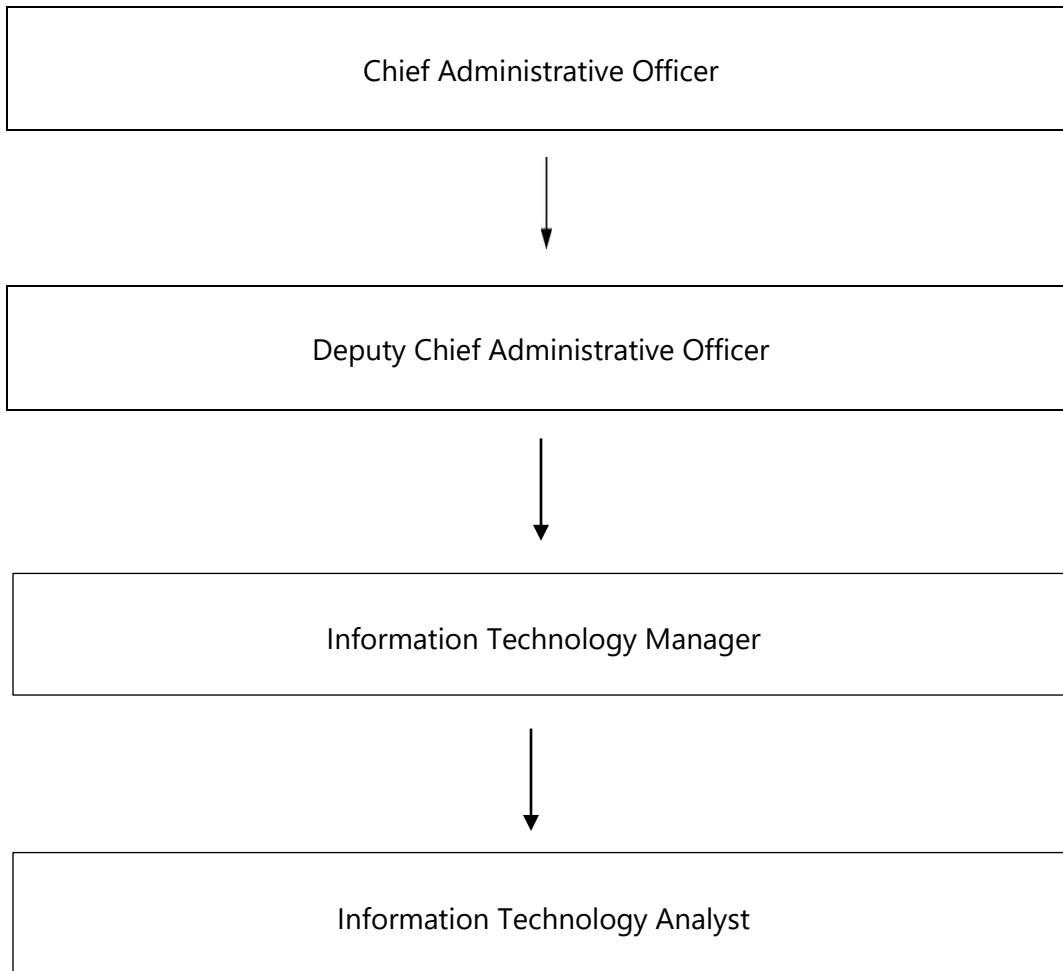 Chief Administrative Officer
Deputy Chief Administrative Officer
Information Technology Manager
Information Technology Analyst